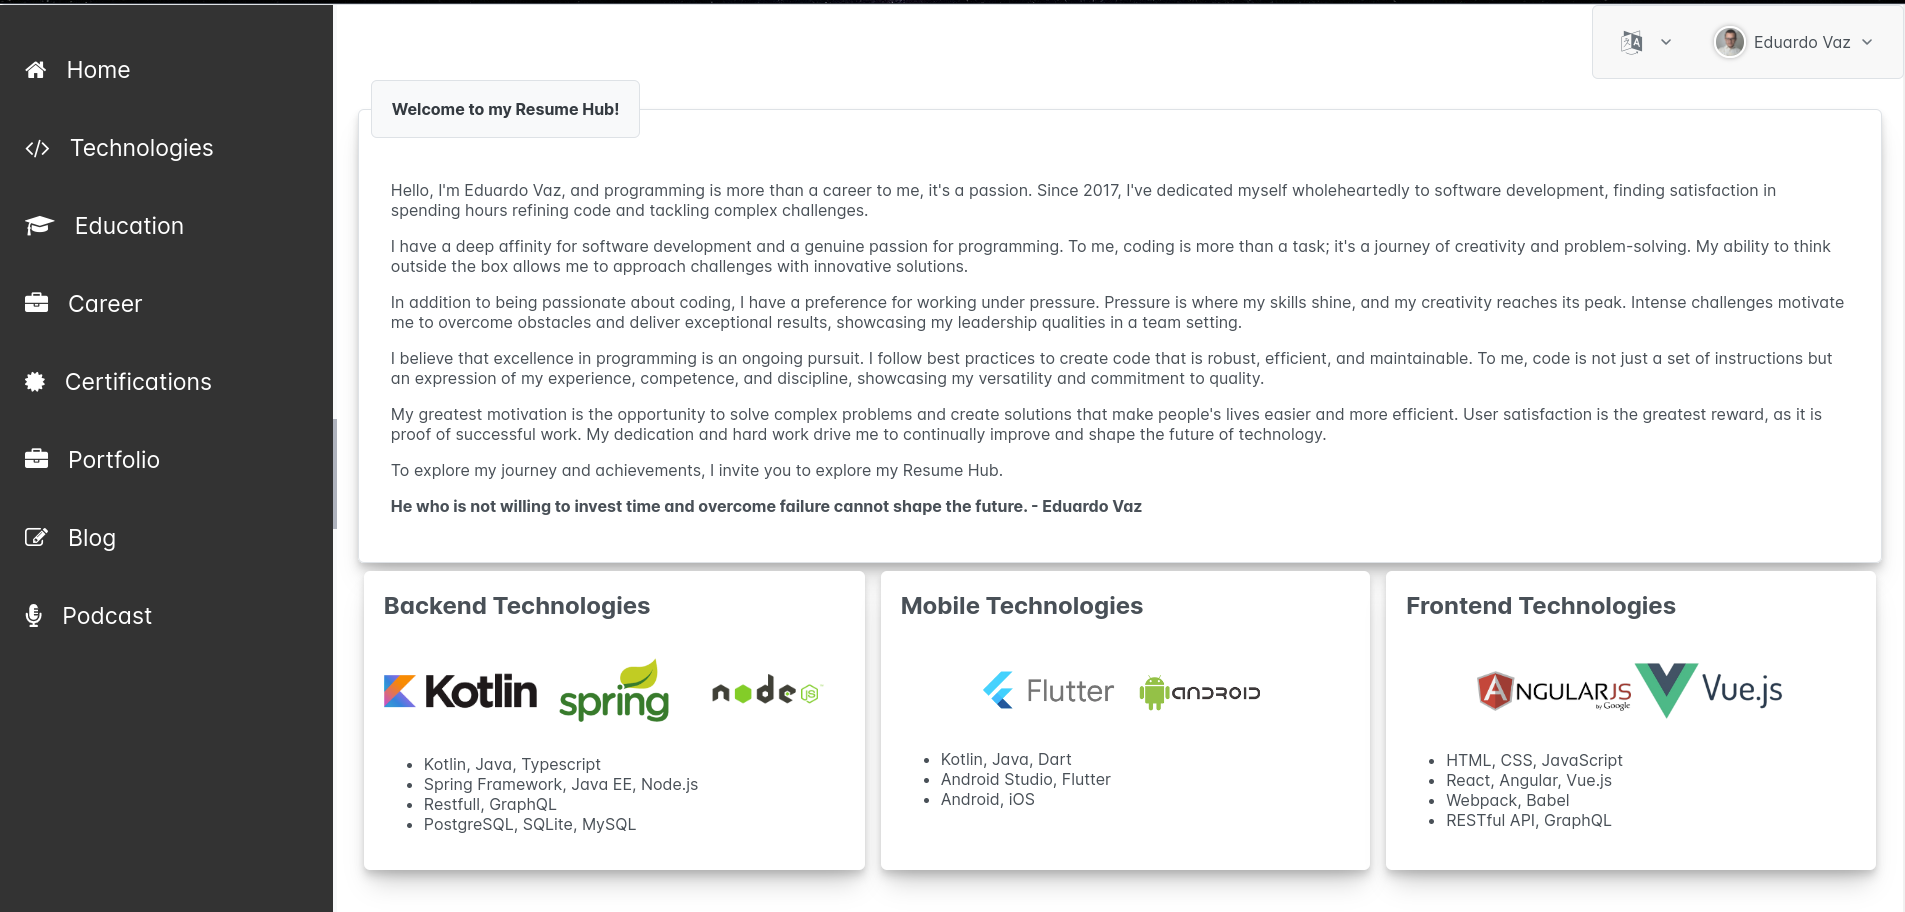 Home
Technologies
Education
Career
Certifications
Portfolio
Blog
Podcast
Eduardo Vaz
Welcome to my Resume Hub!
Hello, I'm Eduardo Vaz, and programming is more than a career to me, it's a passion. Since 2017, I've dedicated myself wholeheartedly to software development, finding satisfaction in
spending hours refining code and tackling complex challenges.
I have a deep affinity for software development and a genuine passion for programming. To me, coding is more than a task; it's a journey of creativity and problem-solving. My ability to think
outside the box allows me to approach challenges with innovative solutions.
In addition to being passionate about coding, I have a preference for working under pressure. Pressure is where my skills shine, and my creativity reaches its peak. Intense challenges motivate
me to overcome obstacles and deliver exceptional results, showcasing my leadership qualities in a team setting.
I believe that excellence in programming is an ongoing pursuit. I follow best practices to create code that is robust, efficient, and maintainable. To me, code is not just a set of instructions but
an expression of my experience, competence, and discipline, showcasing my versatility and commitment to quality.
My greatest motivation is the opportunity to solve complex problems and create solutions that make people's lives easier and more efficient. User satisfaction is the greatest reward, as it is
proof of successful work. My dedication and hard work drive me to continually improve and shape the future of technology.
To explore my journey and achievements, I invite you to explore my Resume Hub.
He who is not willing to invest time and overcome failure cannot shape the future. - Eduardo Vaz
Backend Technologies
Kotlin spring node JS
• Kotlin, Java, Typescript
• Spring Framework, Java EE, Node.js
• Restfull, GraphQL
• PostgreSQL, SQLite, MySQL
Mobile Technologies
Flutter android
• Kotlin, Java, Dart
• Android Studio, Flutter
• Android, iOS
Frontend Technologies
ANGULARJS by Google Vue.js
• HTML, CSS, JavaScript
• React, Angular, Vue.js
• Webpack, Babel
• RESTful API, GraphQL